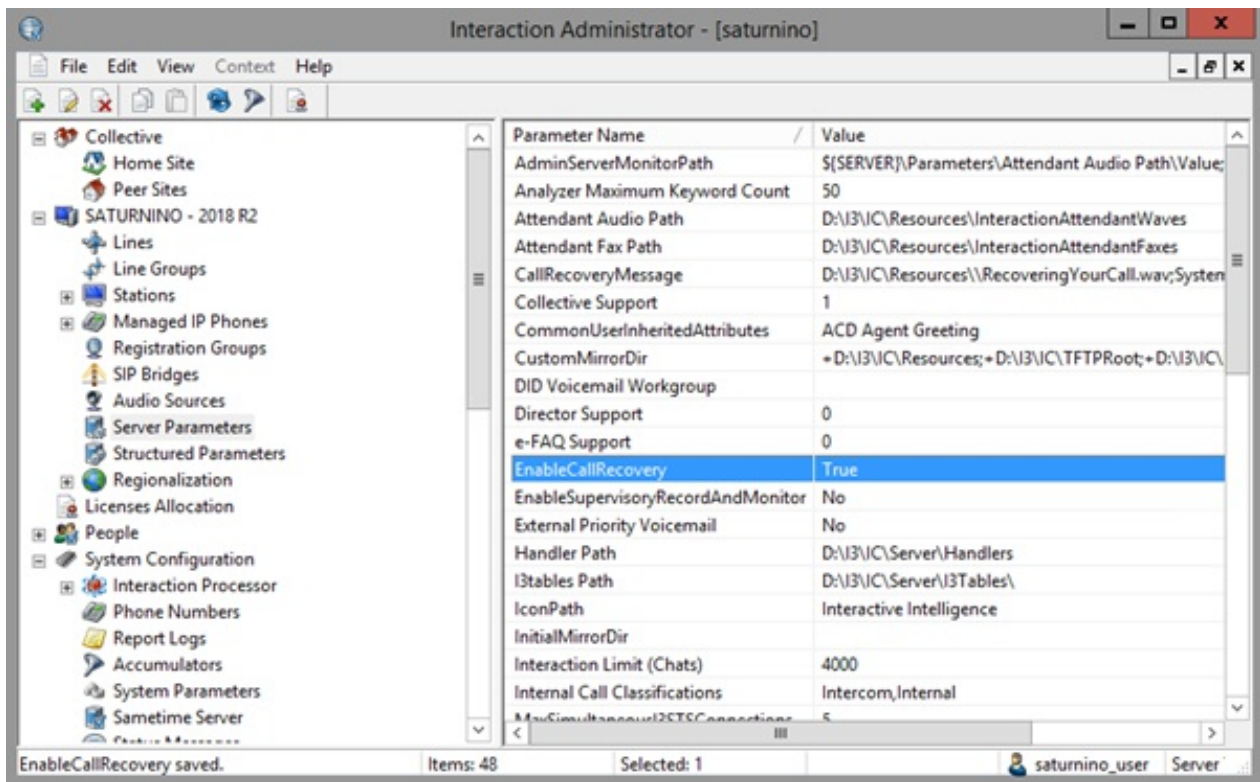 Interaction Administrator - [saturnino]
File Edit View Context Help
Collective
Home Site
Peer Sites
SATURNINO - 2018 R2
Lines
Line Groups
Stations
Managed IP Phones
Registration Groups
SIP Bridges
Audio Sources
Server Parameters
Structured Parameters
Regionalization
Licenses Allocation
People
System Configuration
Interaction Processor
Phone Numbers
Report Logs
Accumulators
System Parameters
Sametime Server
Parameter Name / Value
AdminServerMonitorPath $[SERVER]\Parameters\Attendant Audio Path\Value;
Analyzer Maximum Keyword Count 50
Attendant Audio Path D:\I3\IC\Resources\InteractionAttendantWaves
Attendant Fax Path D:\I3\IC\Resources\InteractionAttendantFaxes
CallRecoveryMessage D:\I3\IC\Resources\\RecoveringYourCall.wav;System
Collective Support 1
CommonUserInheritedAttributes ACD Agent Greeting
CustomMirrorDir +D:\I3\IC\Resources;+D:\I3\IC\TFTPRoot;+D:\I3\IC\
DID Voicemail Workgroup
Director Support 0
e-FAQ Support 0
EnableCallRecovery True
EnableSupervisoryRecordAndMonitor No
External Priority Voicemail No
Handler Path D:\I3\IC\Server\Handlers
I3tables Path D:\I3\IC\Server\I3Tables\
IconPath Interactive Intelligence
InitialMirrorDir
Interaction Limit (Chats) 4000
Internal Call Classifications Intercom,Internal
EnableCallRecovery saved. Items: 48 Selected: 1 saturnino_user Server